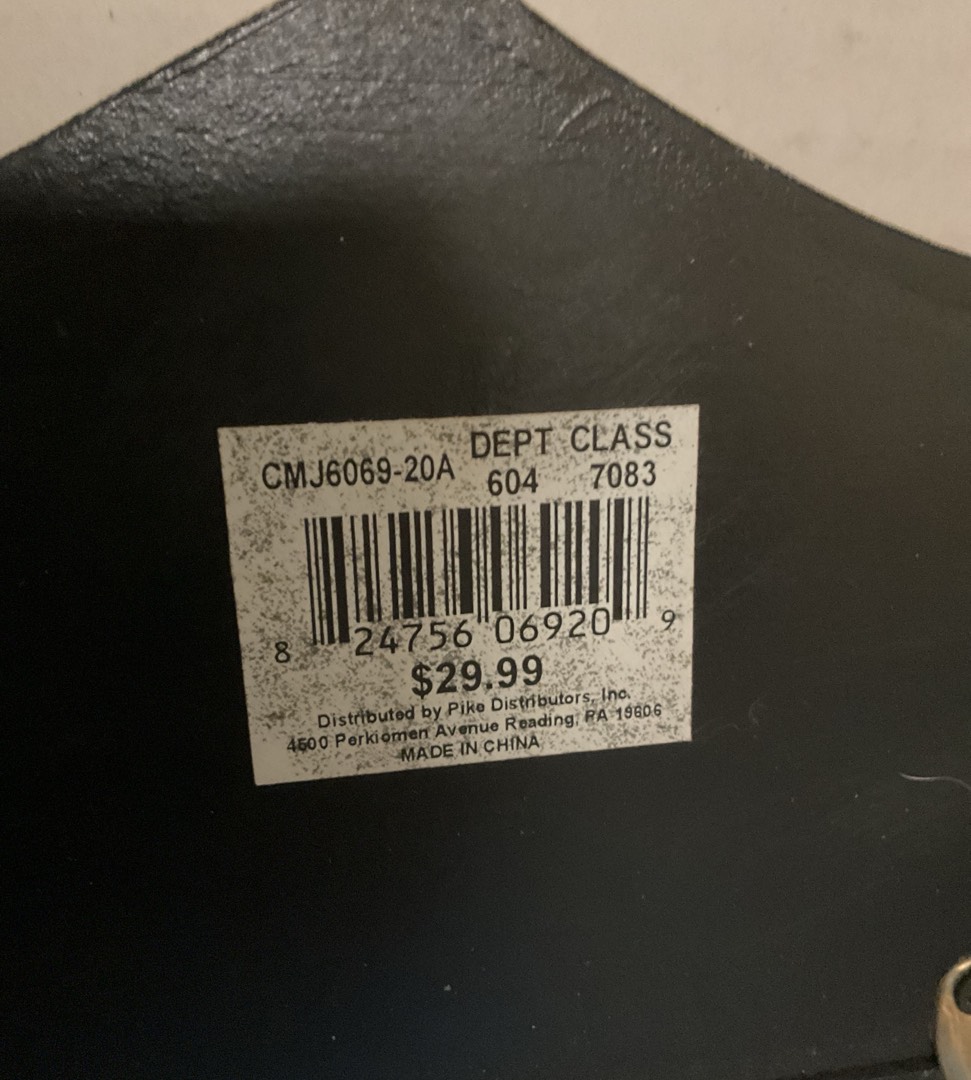 DEPT CLASS
CMJ6069-20A 604 7083
8 24756 06920 9
$29.99
Distributed by Pike Distributors, Inc.
4500 Perkiomen Avenue Reading, PA 19606
MADE IN CHINA